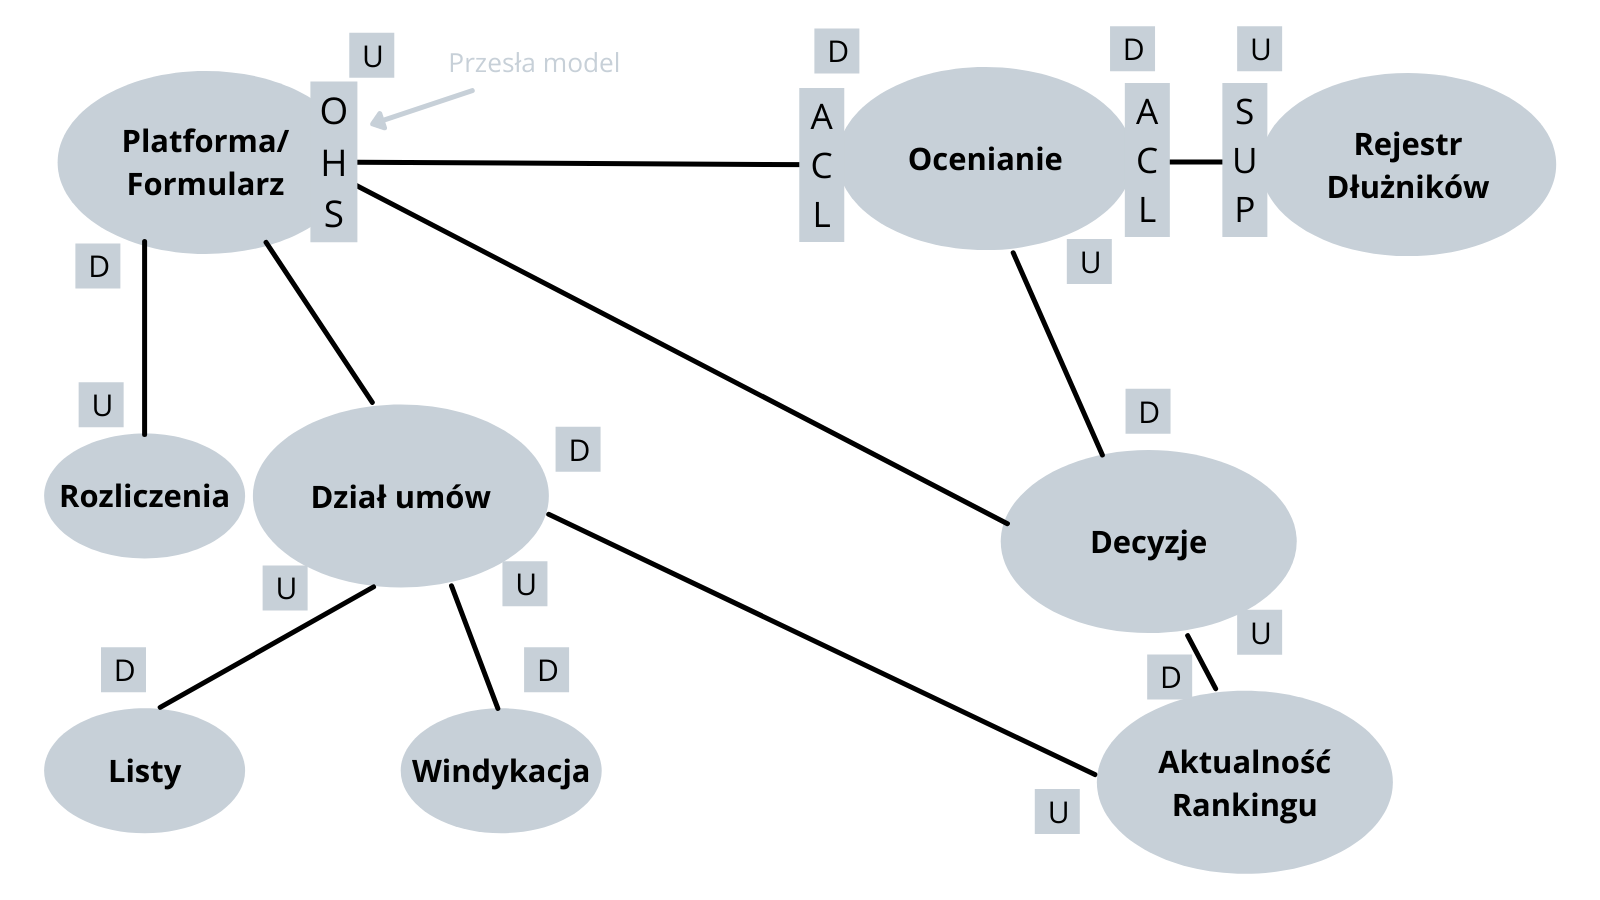 U
Przesła model
D
D
U
O
H
S
Platforma/
Formularz
A
C
L
Ocenianie
A
C
L
S
U
P
Rejestr
Dłużników
D
U
U
D
D
Rozliczenia
Dział umów
Decyzje
U
U
D
D
U
D
Listy
Windykacja
Aktualność
Rankingu
U